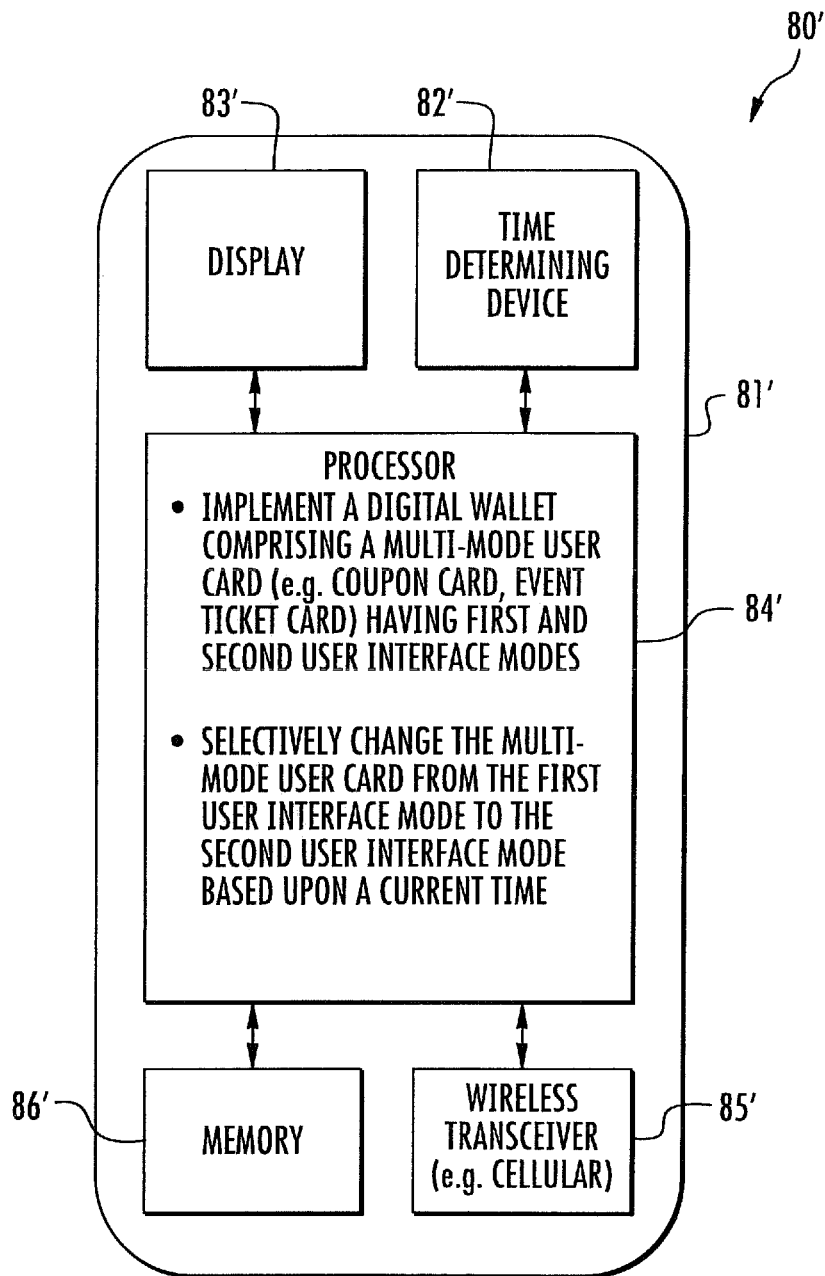 80'
83'
82'
DISPLAY
TIME
DETERMINING
DEVICE
81'
PROCESSOR
• IMPLEMENT A DIGITAL WALLET
COMPRISING A MULTI-MODE USER
CARD (e.g. COUPON CARD, EVENT
TICKET CARD) HAVING FIRST AND
SECOND USER INTERFACE MODES
84'
• SELECTIVELY CHANGE THE MULTI-
MODE USER CARD FROM THE FIRST
USER INTERFACE MODE TO THE
SECOND USER INTERFACE MODE
BASED UPON A CURRENT TIME
86'
MEMORY
WIRELESS
TRANSCEIVER
(e.g. CELLULAR)
85'